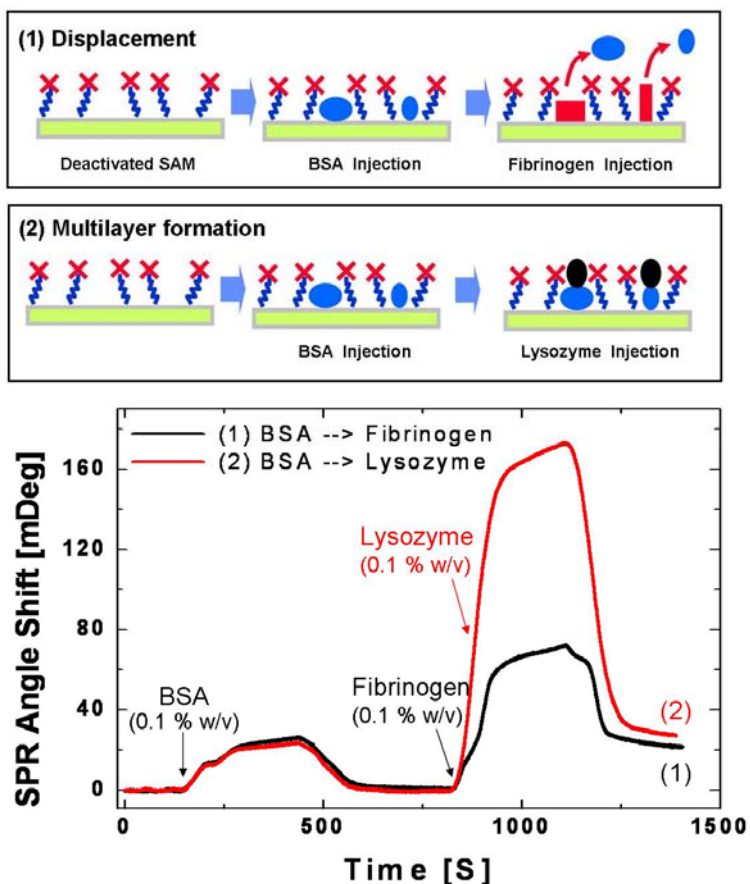 (1) Displacement
Deactivated SAM
BSA Injection
Fibrinogen Injection
(2) Multilayer formation
BSA Injection
Lysozyme Injection
(1) BSA --> Fibrinogen
(2) BSA --> Lysozyme
SPR Angle Shift [mDeg]
160
120
80
40
0
Lysozyme
(0.1 % w/v)
BSA
(0.1 % w/v)
Fibrinogen
(0.1 % w/v)
(2)
(1)
0
500
1000
1500
Time [S]